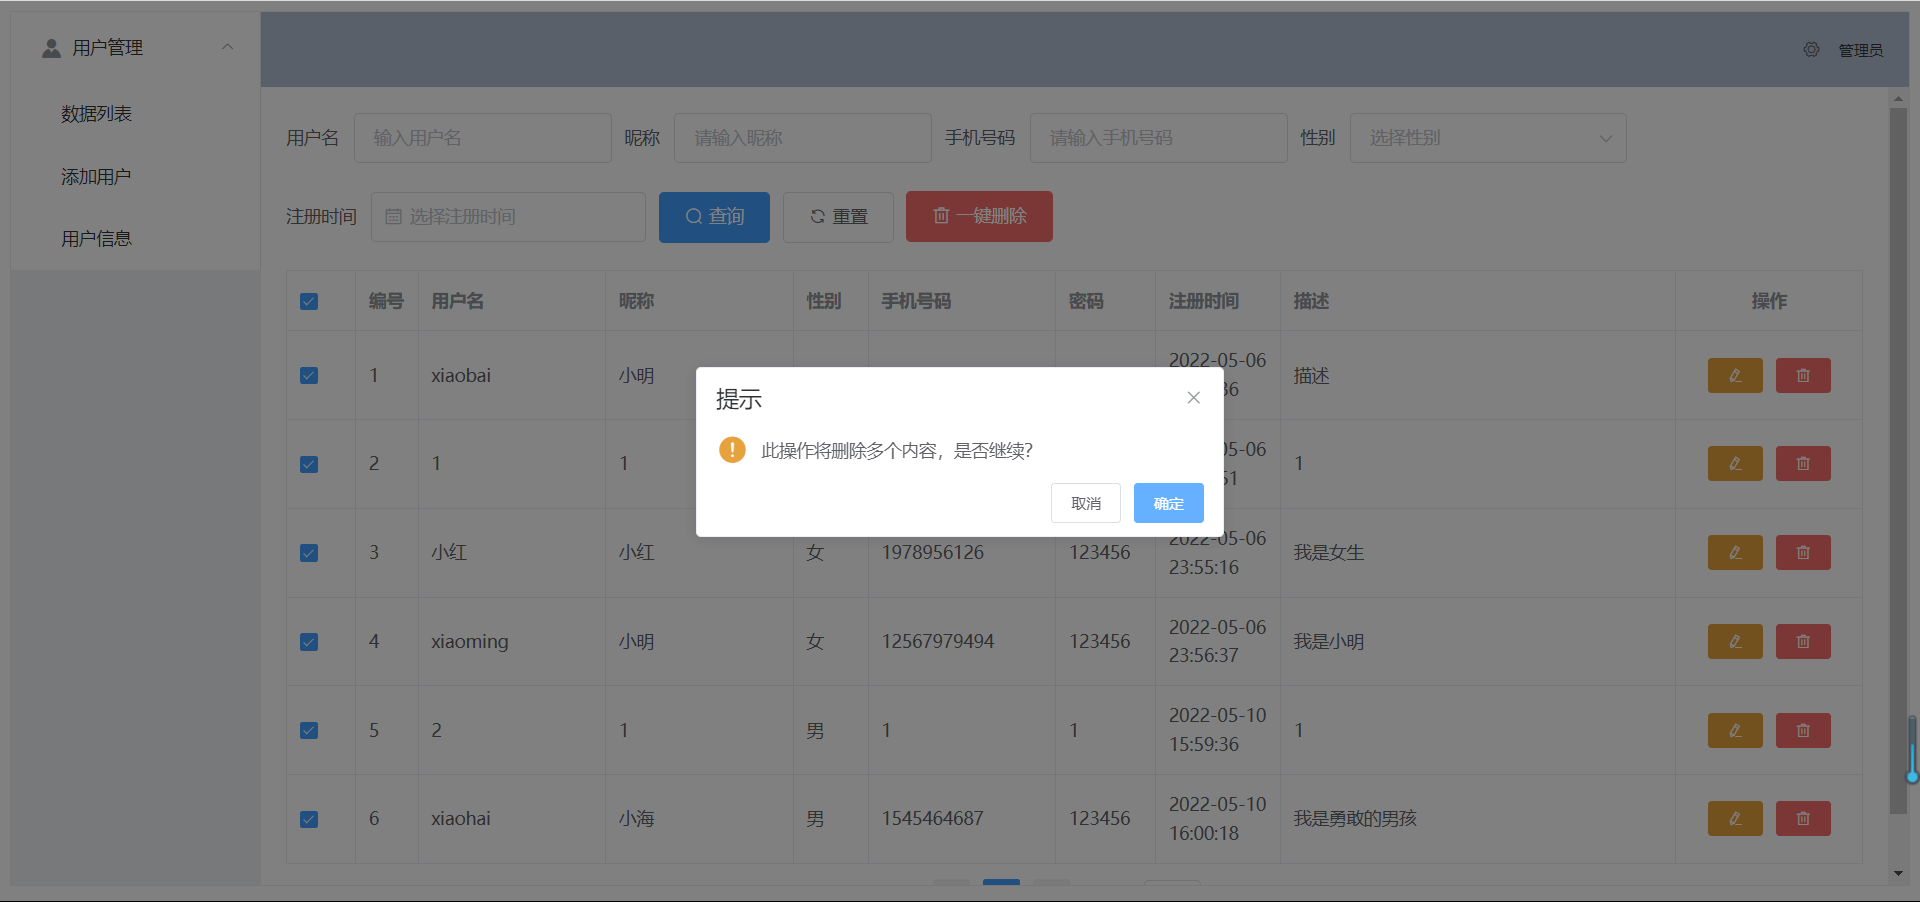 用户管理
管理员
数据列表
添加用户
用户信息
用户名 输入用户名 昵称 请输入昵称 手机号码 请输入手机号码 性别 选择性别
注册时间 选择注册时间 查询 重置 一键删除
编号 用户名 昵称 性别 手机号码 密码 注册时间 描述 操作
1 xiaobai 小明 2022-05-06 描述
36
提示
此操作将删除多个内容，是否继续?
取消 确定
2 1 1 1
3 小红 小红 女 1978956126 123456 2022-05-06 我是女生
23:55:16
4 xiaoming 小明 女 12567979494 123456 2022-05-06 我是小明
23:56:37
5 2 1 男 1 1 2022-05-10 1
15:59:36
6 xiaohai 小海 男 1545464687 123456 2022-05-10 我是勇敢的男孩
16:00:18